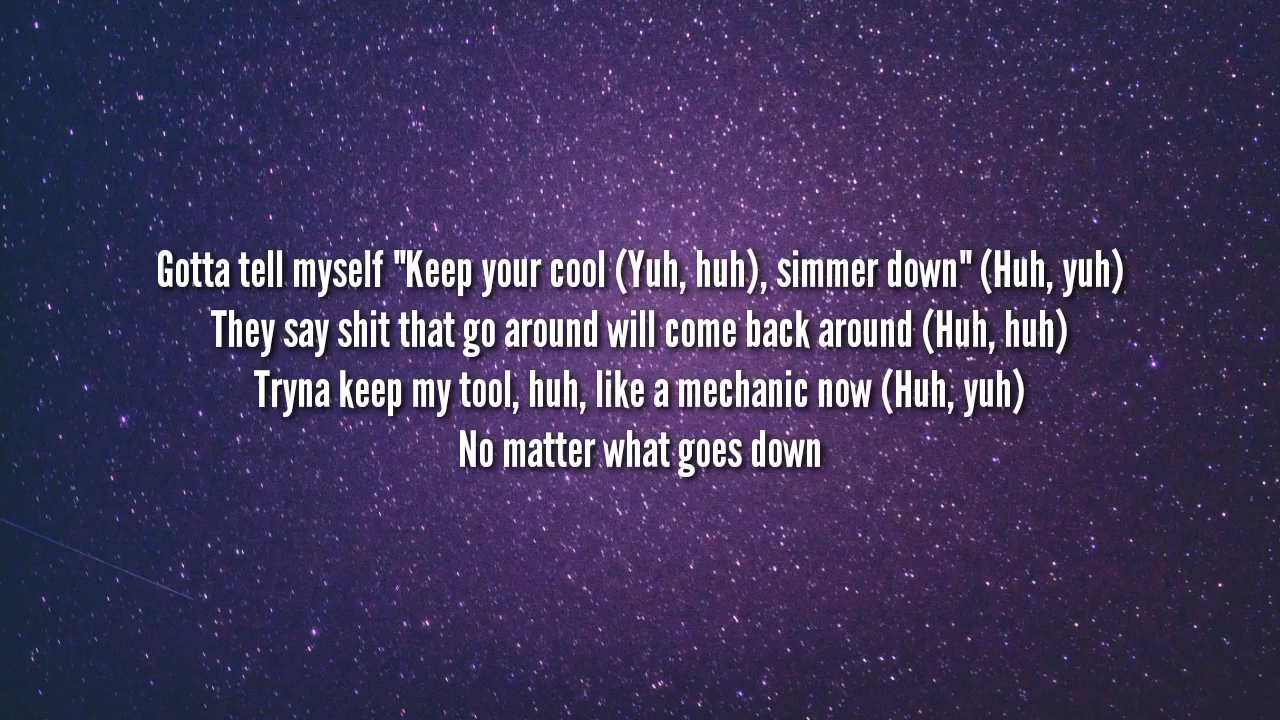 Gotta tell myself "Keep your cool (Yuh, huh), simmer down" (Huh, yuh)
They say shit that go around will come back around (Huh, huh)
Tryna keep my tool, huh, like a mechanic now (Huh, yuh)
No matter what goes down